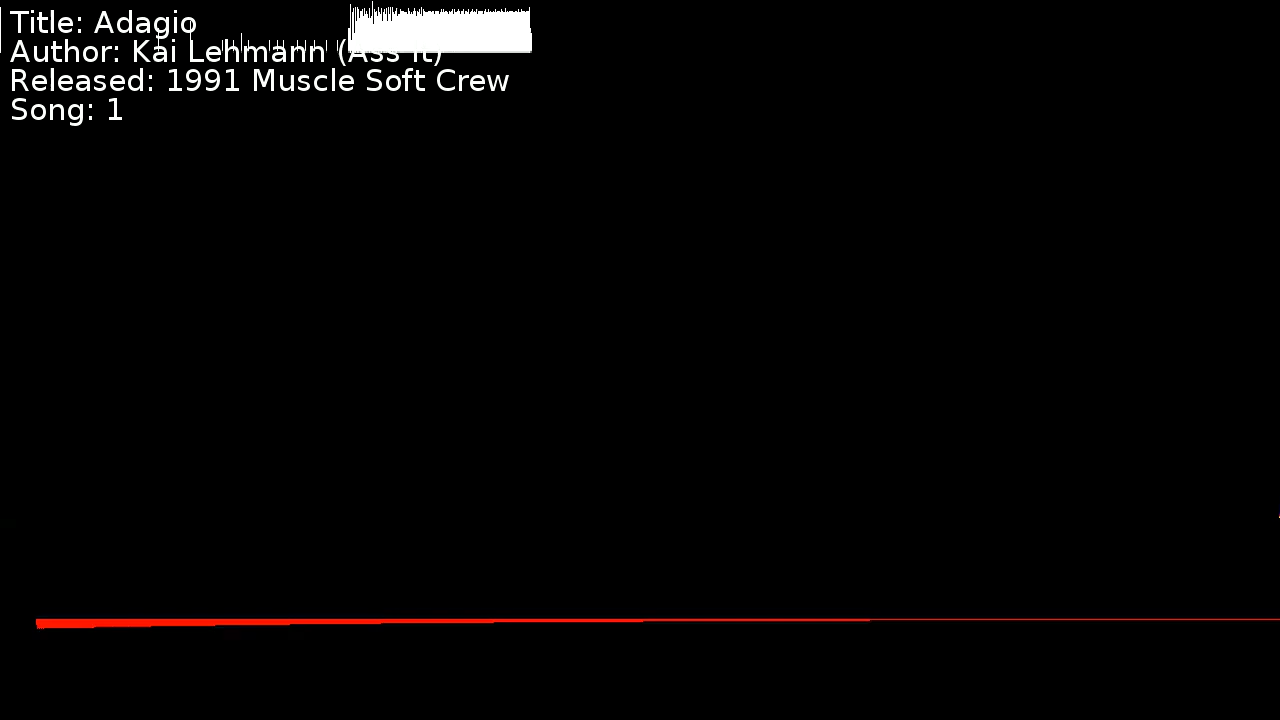 Title: Adagio
Author: Kai Lehmann (Ass It)
Released: 1991 Muscle Soft Crew
Song: 1